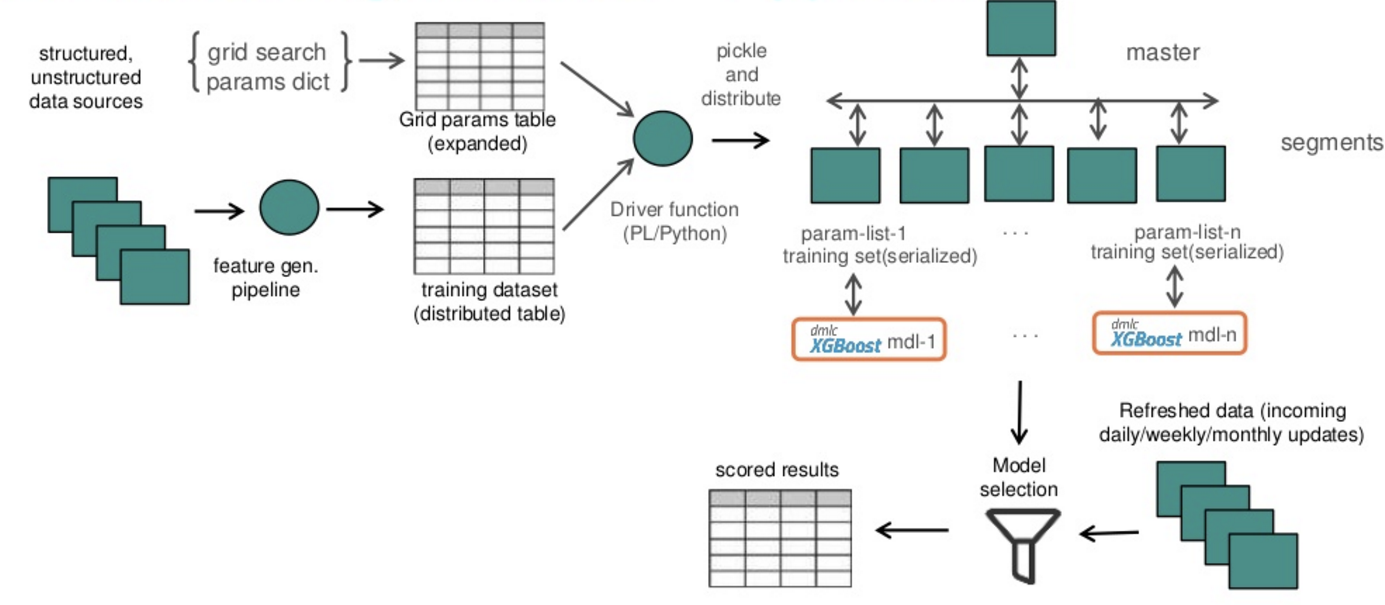 structured,
unstructured
data sources
{ grid search
params dict }
Grid params table
(expanded)
feature gen.
pipeline
training dataset
(distributed table)
Driver function
(PL/Python)
pickle
and
distribute
master
segments
param-list-1
training set(serialized)
. . .
param-list-n
training set(serialized)
dmlc
XGBoost mdl-1
. . .
dmlc
XGBoost mdl-n
Refreshed data (incoming
daily/weekly/monthly updates)
Model
selection
scored results